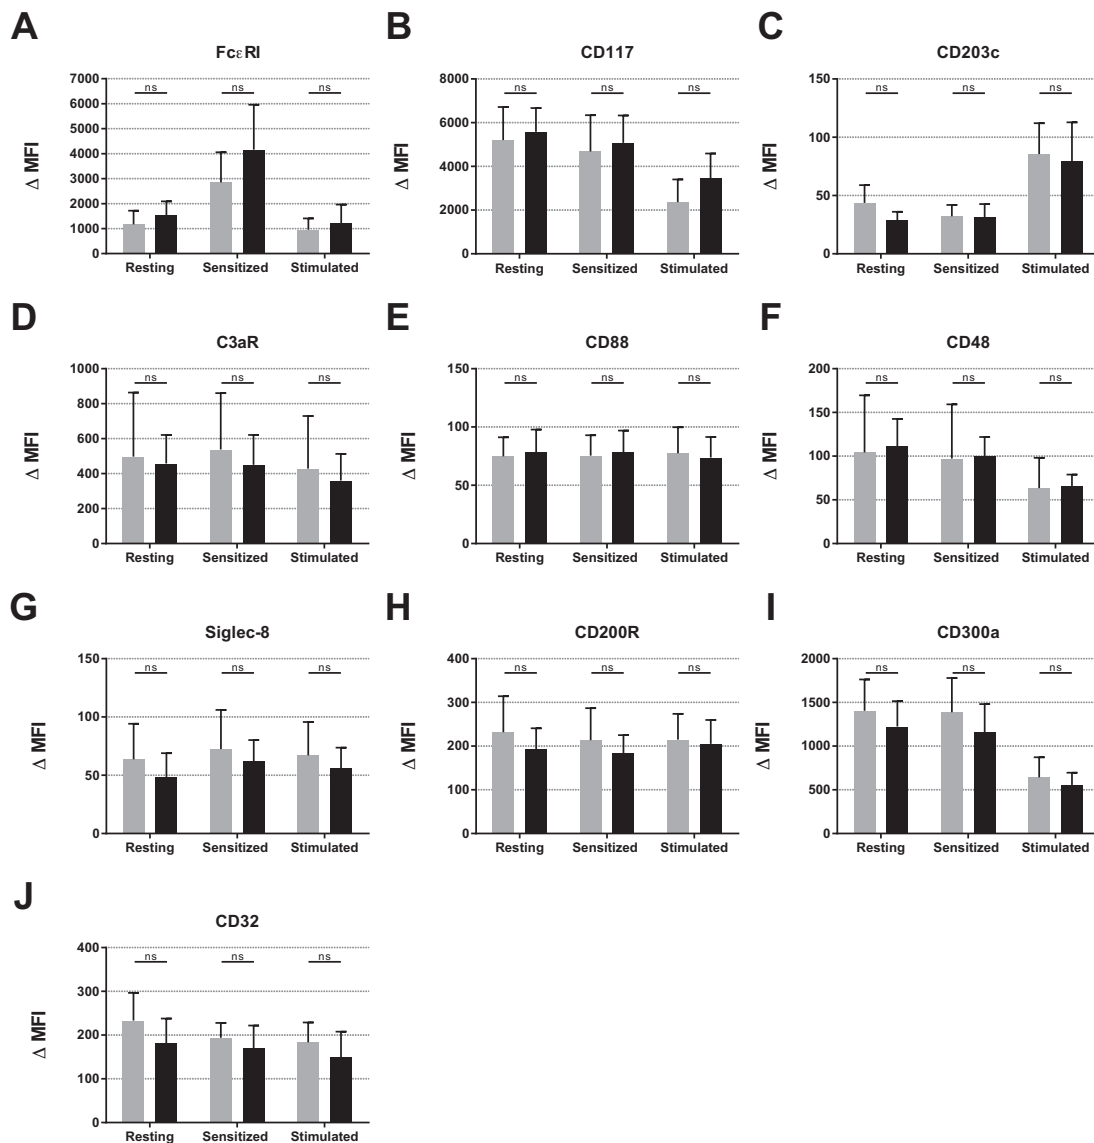 A
FcεRI
Δ MFI
7000
6000
5000
4000
3000
2000
1000
0
ns ns ns
Resting Sensitized Stimulated
B
CD117
Δ MFI
8000
6000
4000
2000
0
ns ns ns
Resting Sensitized Stimulated
C
CD203c
Δ MFI
150
100
50
0
ns ns ns
Resting Sensitized Stimulated
D
C3aR
Δ MFI
1000
800
600
400
200
0
ns ns ns
Resting Sensitized Stimulated
E
CD88
Δ MFI
150
100
50
0
ns ns ns
Resting Sensitized Stimulated
F
CD48
Δ MFI
200
150
100
50
0
ns ns ns
Resting Sensitized Stimulated
G
Siglec-8
Δ MFI
150
100
50
0
ns ns ns
Resting Sensitized Stimulated
H
CD200R
Δ MFI
400
300
200
100
0
ns ns ns
Resting Sensitized Stimulated
I
CD300a
Δ MFI
2000
1500
1000
500
0
ns ns ns
Resting Sensitized Stimulated
J
CD32
Δ MFI
400
300
200
100
0
ns ns ns
Resting Sensitized Stimulated